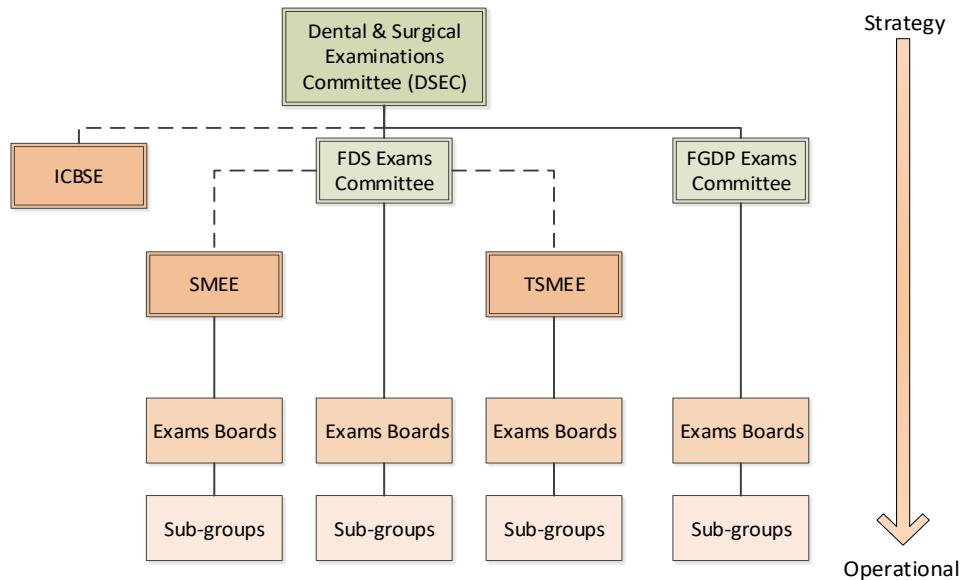 Dental & Surgical
Examinations
Committee (DSEC)
Strategy
ICBSE
FDS Exams
Committee
FGDP Exams
Committee
SMEE
TSMEE
Exams Boards
Exams Boards
Exams Boards
Exams Boards
Sub-groups
Sub-groups
Sub-groups
Sub-groups
Operational